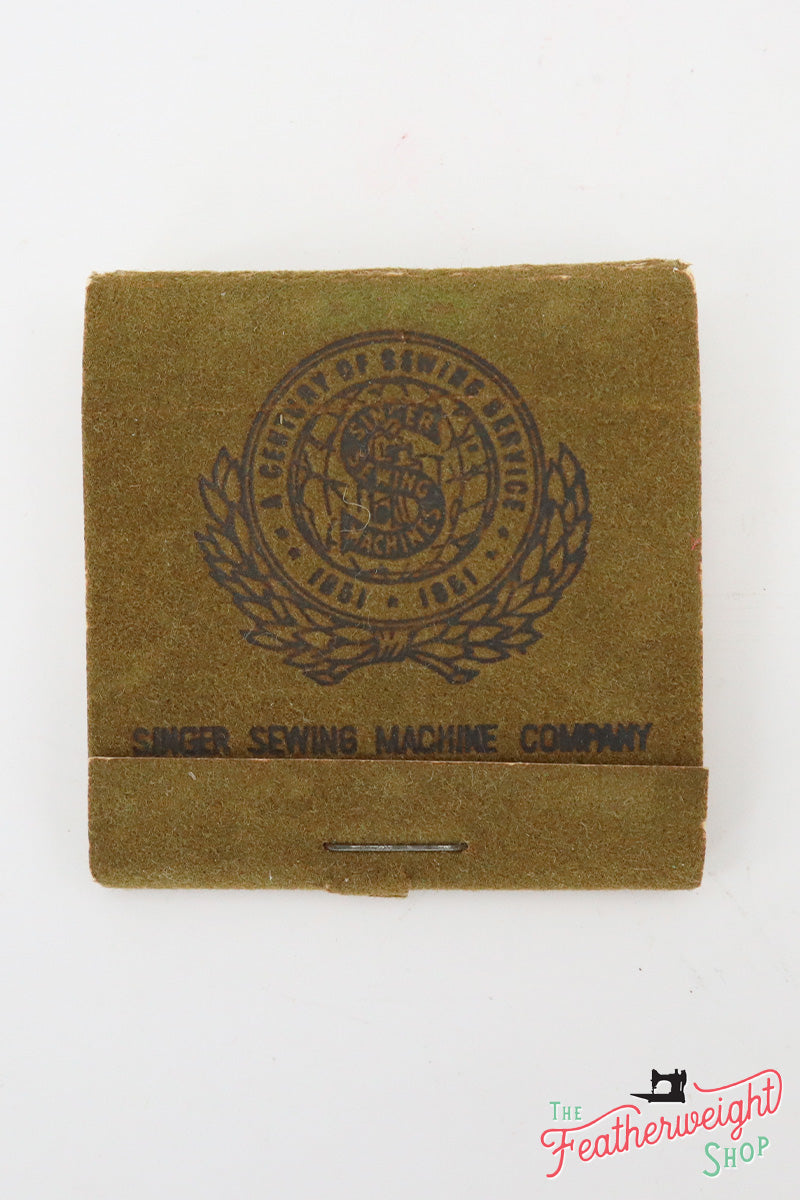 A CENTURY OF SEWING SERVICE
SINGER
SEWING
MACHINES
1851 ★ 1951
SINGER SEWING MACHINE COMPANY
THE
Featherweight
SHOP